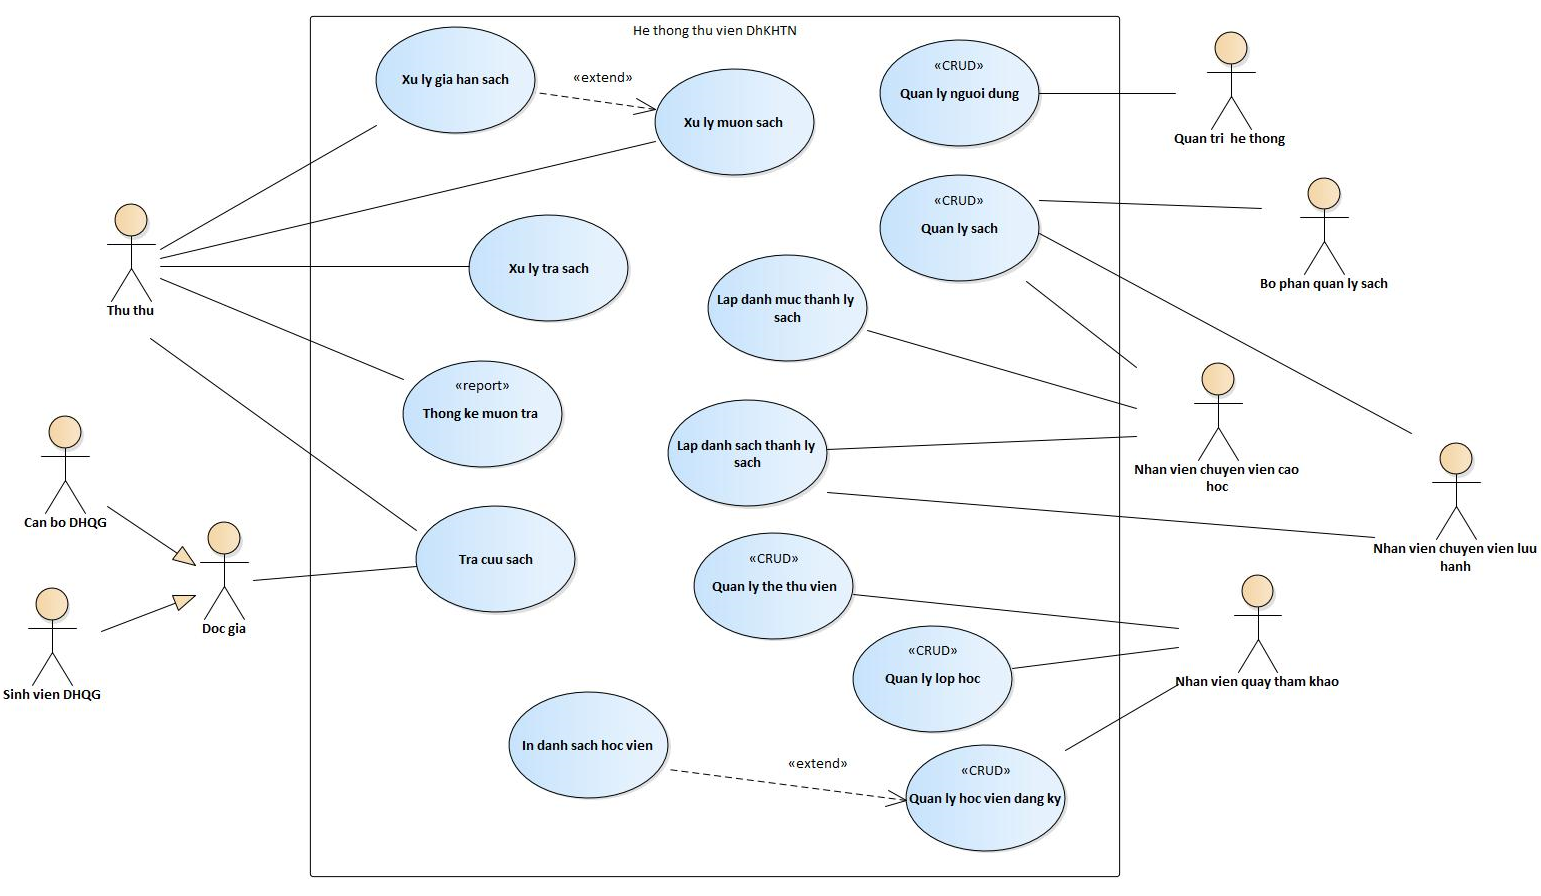 He thong thu vien DhKHTN
Xu ly gia han sach
«extend»
Xu ly muon sach
«CRUD»
Quan ly nguoi dung
Quan tri he thong
«CRUD»
Quan ly sach
Bo phan quan ly sach
Thu thu
Xu ly tra sach
Lap danh muc thanh ly
sach
«report»
Thong ke muon tra
Lap danh sach thanh ly
sach
Nhan vien chuyen vien cao
hoc
Can bo DHQG
Nhan vien chuyen vien luu
hanh
Tra cuu sach
«CRUD»
Quan ly the thu vien
Doc gia
Sinh vien DHQG
«CRUD»
Quan ly lop hoc
Nhan vien quay tham khao
In danh sach hoc vien
«extend»
«CRUD»
Quan ly hoc vien dang ky